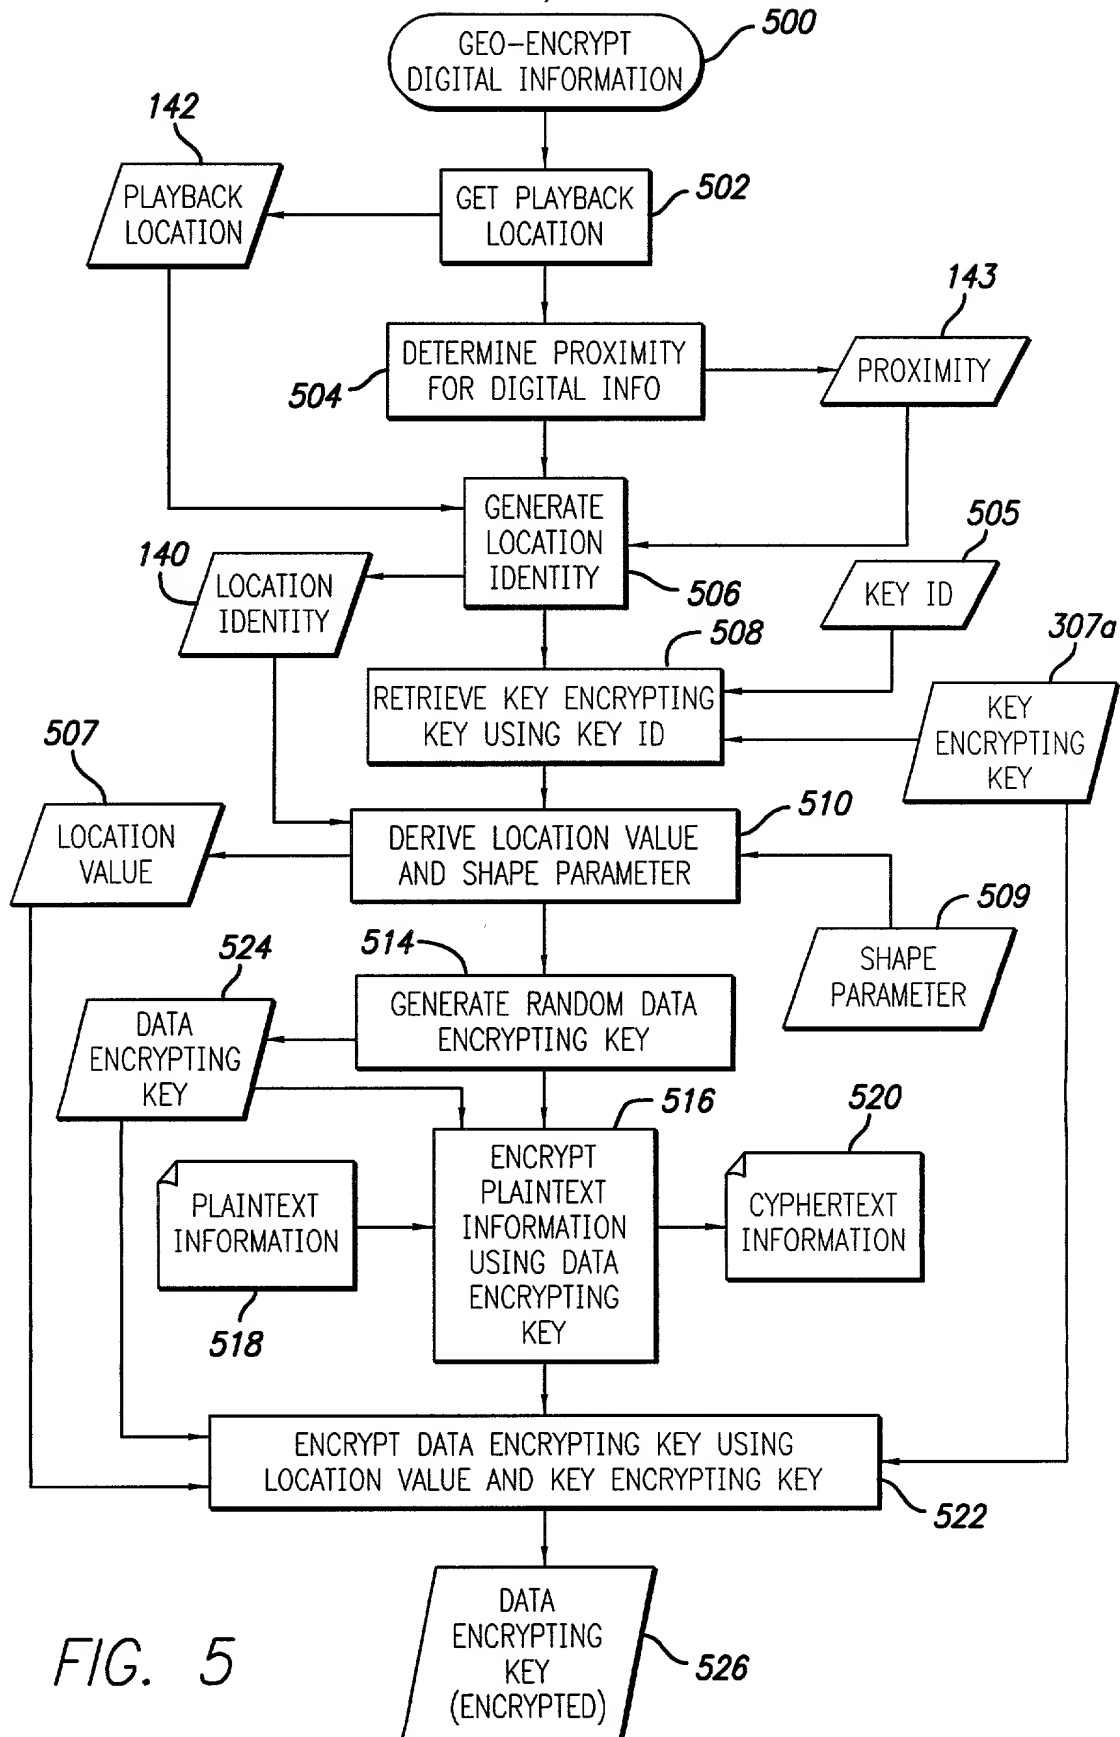 500
GEO-ENCRYPT
DIGITAL INFORMATION
142
PLAYBACK
LOCATION
GET PLAYBACK
LOCATION
502
143
DETERMINE PROXIMITY
FOR DIGITAL INFO
504
PROXIMITY
GENERATE
LOCATION
IDENTITY
506
505
140
LOCATION
IDENTITY
KEY ID
508
307a
RETRIEVE KEY ENCRYPTING
KEY USING KEY ID
KEY
ENCRYPTING
KEY
507
LOCATION
VALUE
510
DERIVE LOCATION VALUE
AND SHAPE PARAMETER
509
SHAPE
PARAMETER
514
524
GENERATE RANDOM DATA
ENCRYPTING KEY
DATA
ENCRYPTING
KEY
516
520
PLAINTEXT
INFORMATION
518
ENCRYPT
PLAINTEXT
INFORMATION
USING DATA
ENCRYPTING
KEY
CYPHERTEXT
INFORMATION
ENCRYPT DATA ENCRYPTING KEY USING
LOCATION VALUE AND KEY ENCRYPTING KEY
522
DATA
ENCRYPTING
KEY
(ENCRYPTED)
526
FIG. 5